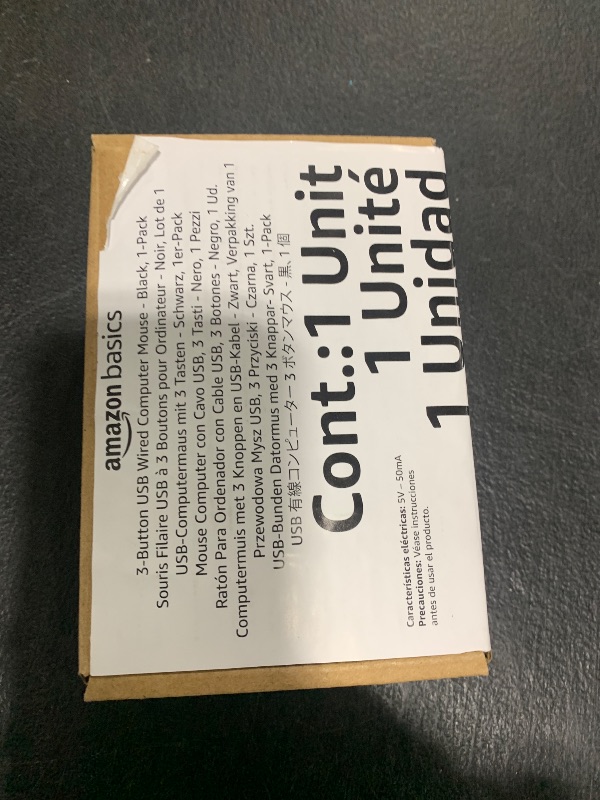 amazon basics
3-Button USB Wired Computer Mouse - Black, 1-Pack
Souris Filaire USB à 3 Boutons pour Ordinateur - Noir, Lot de 1
USB-Computermaus mit 3 Tasten - Schwarz, 1er-Pack
Mouse Computer con Cavo USB, 3 Tasti - Nero, 1 Pezzi
Ratón Para Ordenador con Cable USB, 3 Botones - Negro, 1 Ud.
Computermuis met 3 Knoppen en USB-Kabel - Zwart, Verpakking van 1
Przewodowa Mysz USB, 3 Przyciski - Czarna, 1 Szt.
USB-Bunden Datormus med 3 Knappar- Svart, 1-Pack
USB 有線コンピューター 3 ボタンマウス - 黒、1 個
Cont.:1 Unit
1 Unité
1 Unidad
Características eléctricas: 5V ⎓ 50mA
Precauciones: Véase instrucciones
antes de usar el producto.